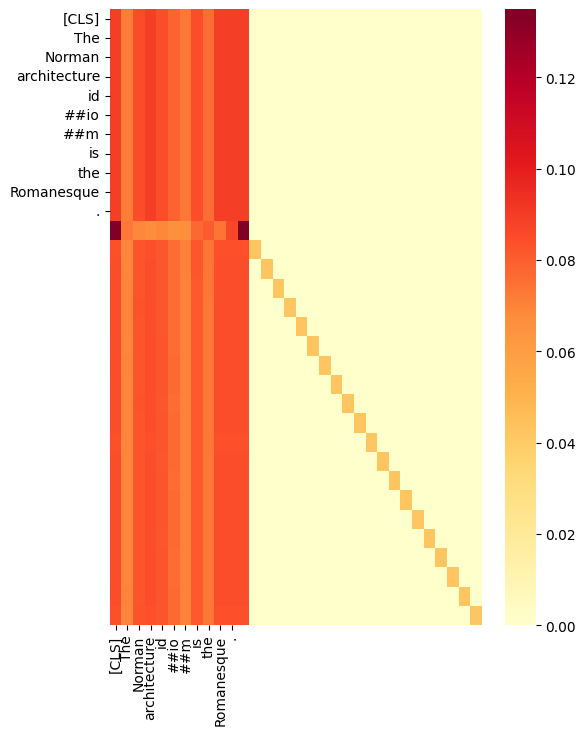 [CLS]
The
Norman
architecture
id
##io
##m
is
the
Romanesque
.
0.12
0.10
0.08
0.06
0.04
0.02
0.00
[CLS]
The
Norman
architecture
id
##io
##m
is
the
Romanesque
.